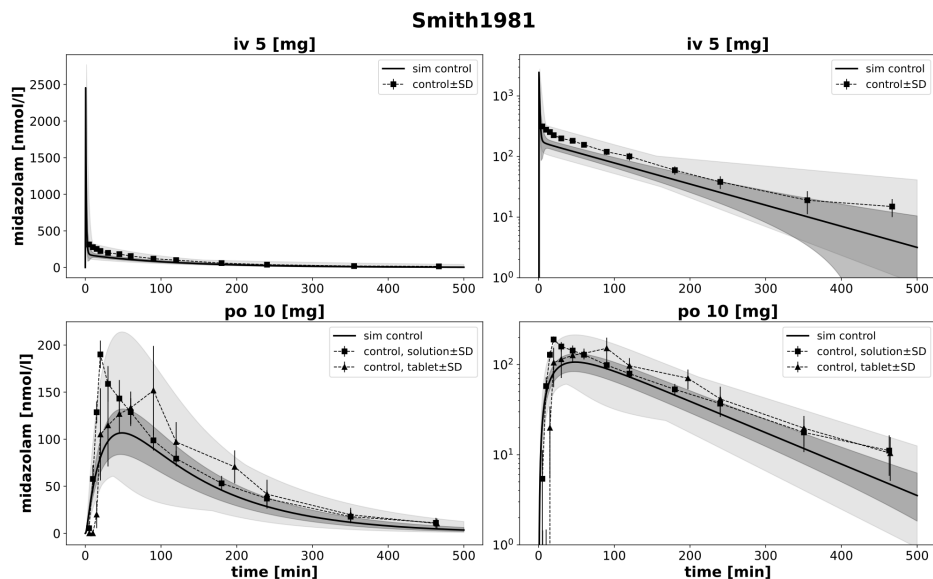 Smith1981
iv 5 [mg]
iv 5 [mg]
sim control
control±SD
sim control
control±SD
midazolam [nmol/l]
2500
2000
1500
1000
500
0
10³
10²
10¹
10⁰
0 100 200 300 400 500
0 100 200 300 400 500
po 10 [mg]
po 10 [mg]
sim control
control, solution±SD
control, tablet±SD
sim control
control, solution±SD
control, tablet±SD
midazolam [nmol/l]
200
150
100
50
0
10²
10¹
10⁰
0 100 200 300 400 500
0 100 200 300 400 500
time [min]
time [min]